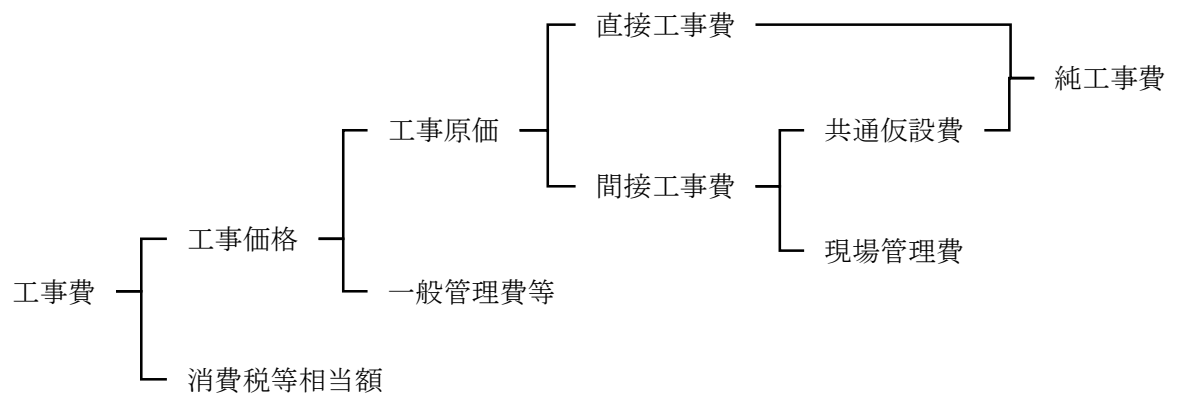 直接工事費
純工事費
工事原価
共通仮設費
間接工事費
工事価格
現場管理費
工事費
一般管理費等
消費税等相当額